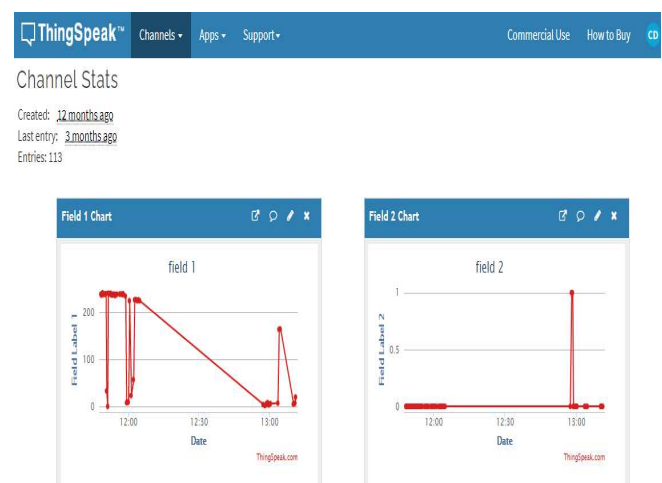 ThingSpeak™ Channels Apps Support Commercial Use How to Buy CD
Channel Stats
Created: 12 months ago
Last entry: 3 months ago
Entries: 113
Field 1 Chart
field 1
Field Label 1
200
100
0
12:00 12:30 13:00
Date
ThingSpeak.com
Field 2 Chart
field 2
Field Label 2
1
0.5
0
12:00 12:30 13:00
Date
ThingSpeak.com